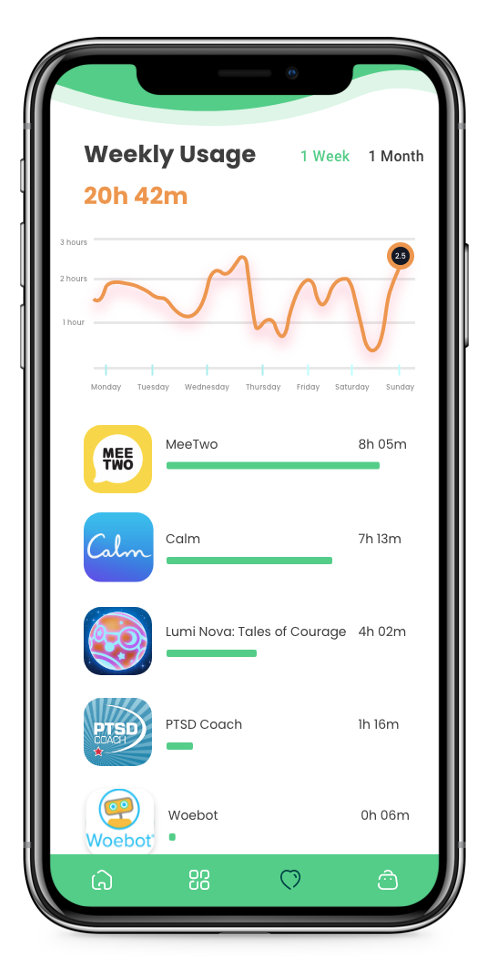 Weekly Usage
1 Week
1 Month
20h 42m
3 hours
2.5
2 hours
1 hour
Monday
Tuesday
Wednesday
Thursday
Friday
Saturday
Sunday
MEE
TWO
MeeTwo
8h 05m
Calm
Calm
7h 13m
Lumi Nova: Tales of Courage
4h 02m
PTSD
COACH
PTSD Coach
1h 16m
Woebot
Woebot
0h 06m